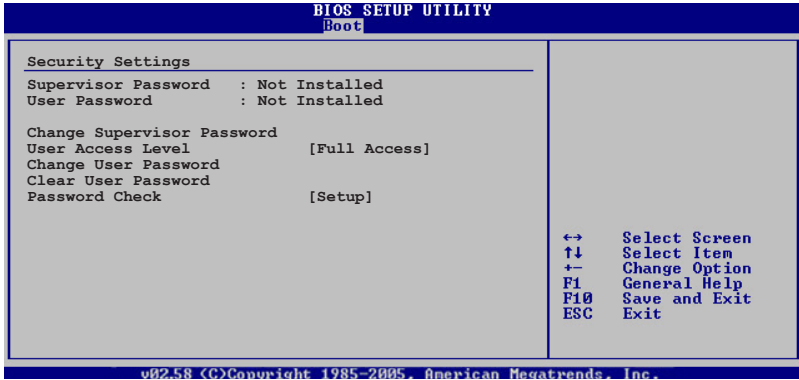 BIOS SETUP UTILITY
Boot
Security Settings
Supervisor Password : Not Installed
User Password : Not Installed
Change Supervisor Password
User Access Level [Full Access]
Change User Password
Clear User Password
Password Check [Setup]
←→ Select Screen
↑↓ Select Item
+- Change Option
F1 General Help
F10 Save and Exit
ESC Exit
v02.58 (C)Copyright 1985-2005, American Megatrends, Inc.